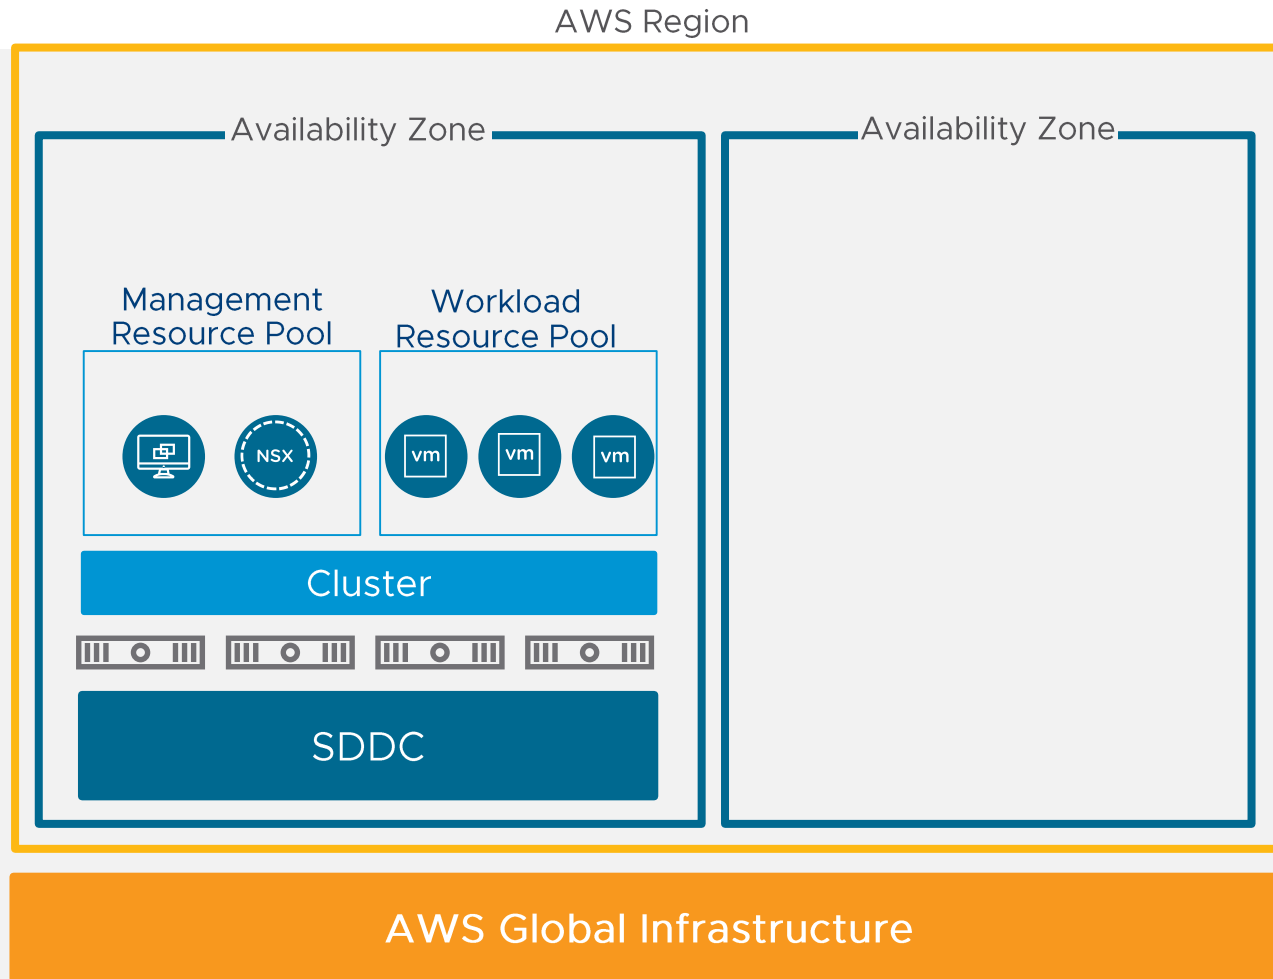 AWS Region
Availability Zone
Availability Zone
Management
Resource Pool
Workload
Resource Pool
NSX
vm
vm
vm
Cluster
SDDC
AWS Global Infrastructure